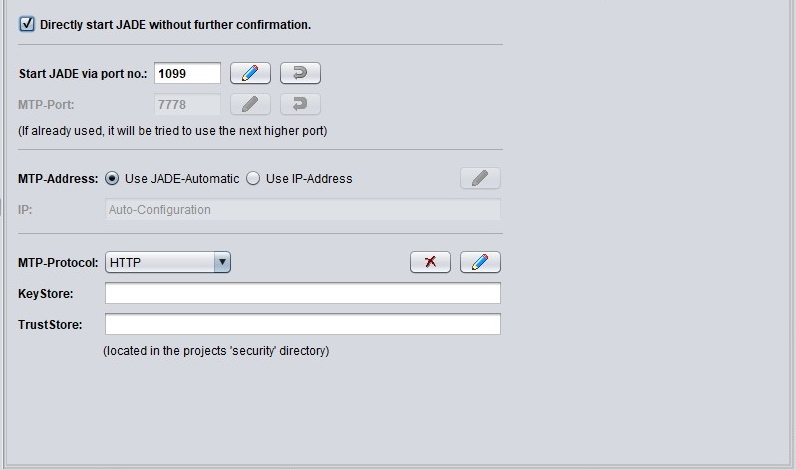 Directly start JADE without further confirmation.
Start JADE via port no.: 1099
MTP-Port: 7778
(If already used, it will be tried to use the next higher port)
MTP-Address: Use JADE-Automatic Use IP-Address
IP: Auto-Configuration
MTP-Protocol: HTTP
KeyStore:
TrustStore:
(located in the projects 'security' directory)